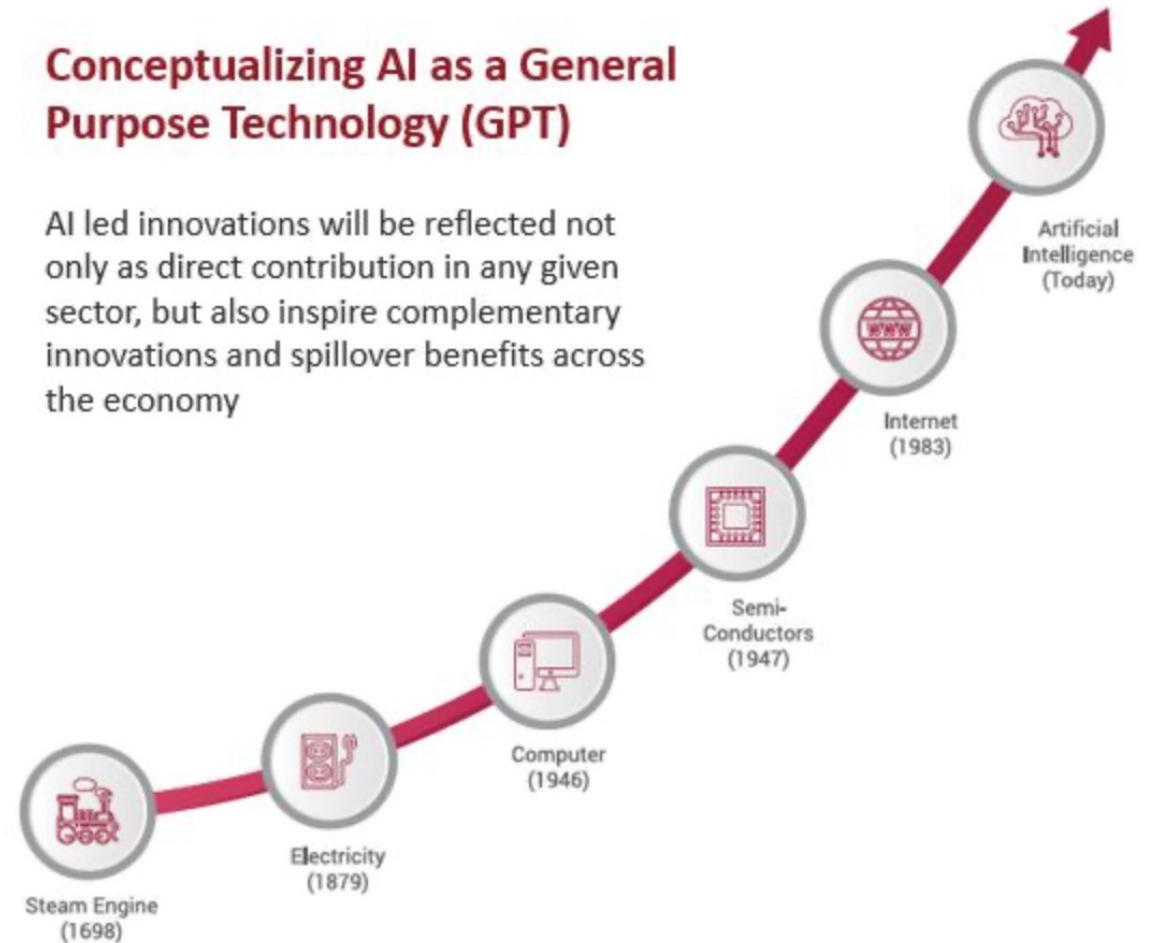 Conceptualizing AI as a General
Purpose Technology (GPT)
AI led innovations will be reflected not
only as direct contribution in any given
sector, but also inspire complementary
innovations and spillover benefits across
the economy
Artificial
Intelligence
(Today)
WWW
Internet
(1983)
Semi-
Conductors
(1947)
Computer
(1946)
Electricity
(1879)
Steam Engine
(1698)